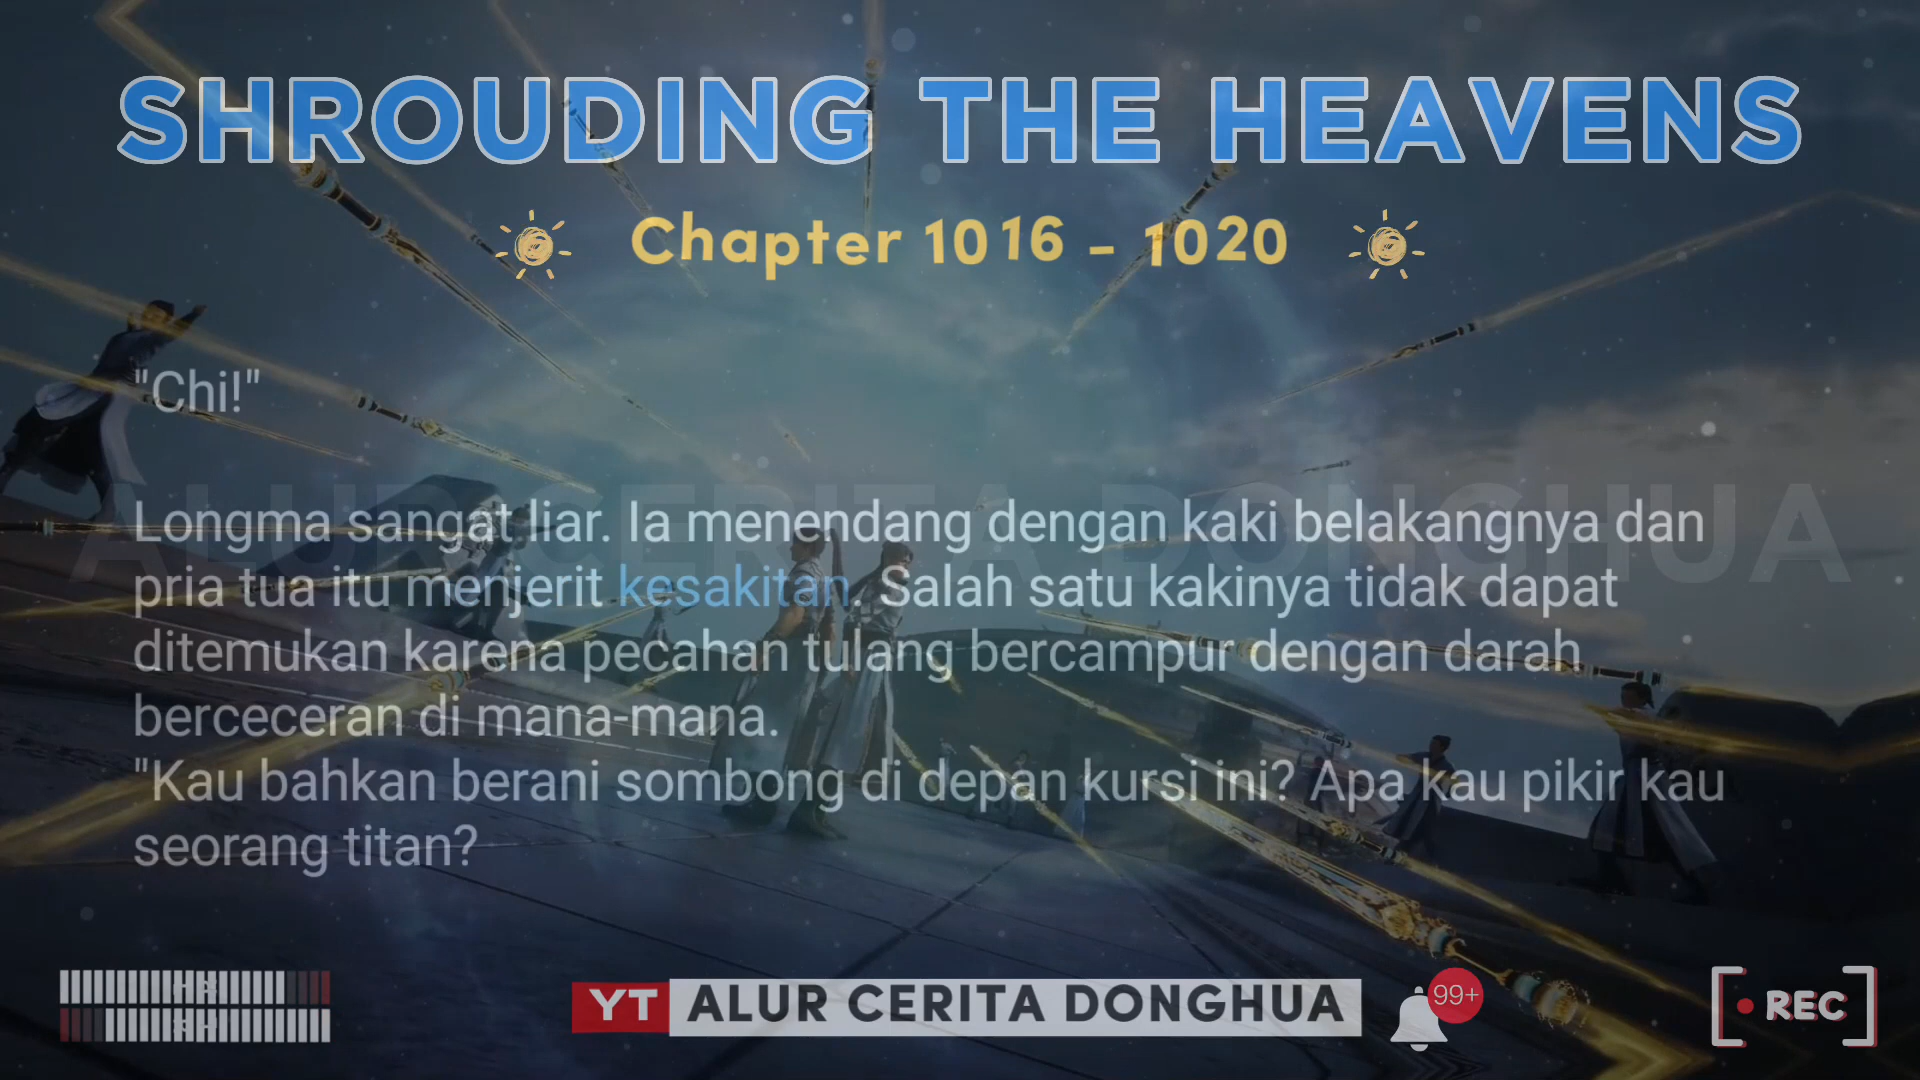 SHROUDING THE HEAVENS
Chapter 1016 - 1020
"Chi!"
ALUR CERITA DONGHUA
Longma sangat liar. Ia menendang dengan kaki belakangnya dan
pria tua itu menjerit kesakitan. Salah satu kakinya tidak dapat
ditemukan karena pecahan tulang bercampur dengan darah
berceceran di mana-mana.
"Kau bahkan berani sombong di depan kursi ini? Apa kau pikir kau
seorang titan?
YT ALUR CERITA DONGHUA 99+
REC